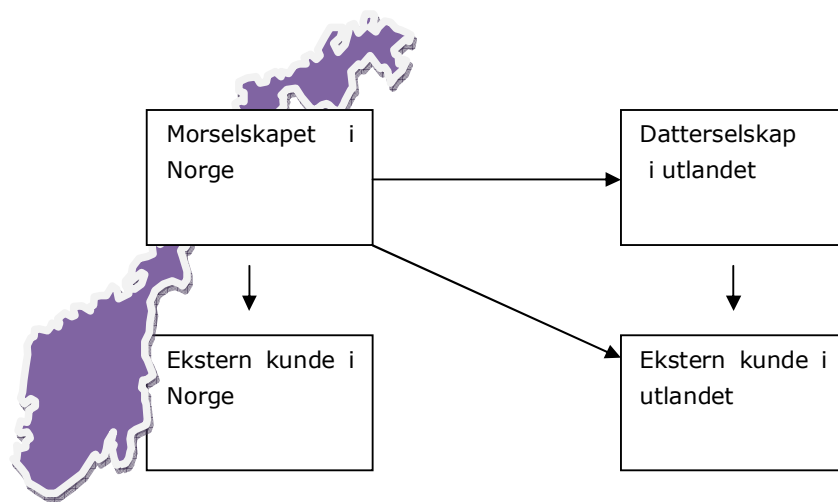 Morselskapet i
Norge
Datterselskap
i utlandet
Ekstern kunde i
Norge
Ekstern kunde i
utlandet